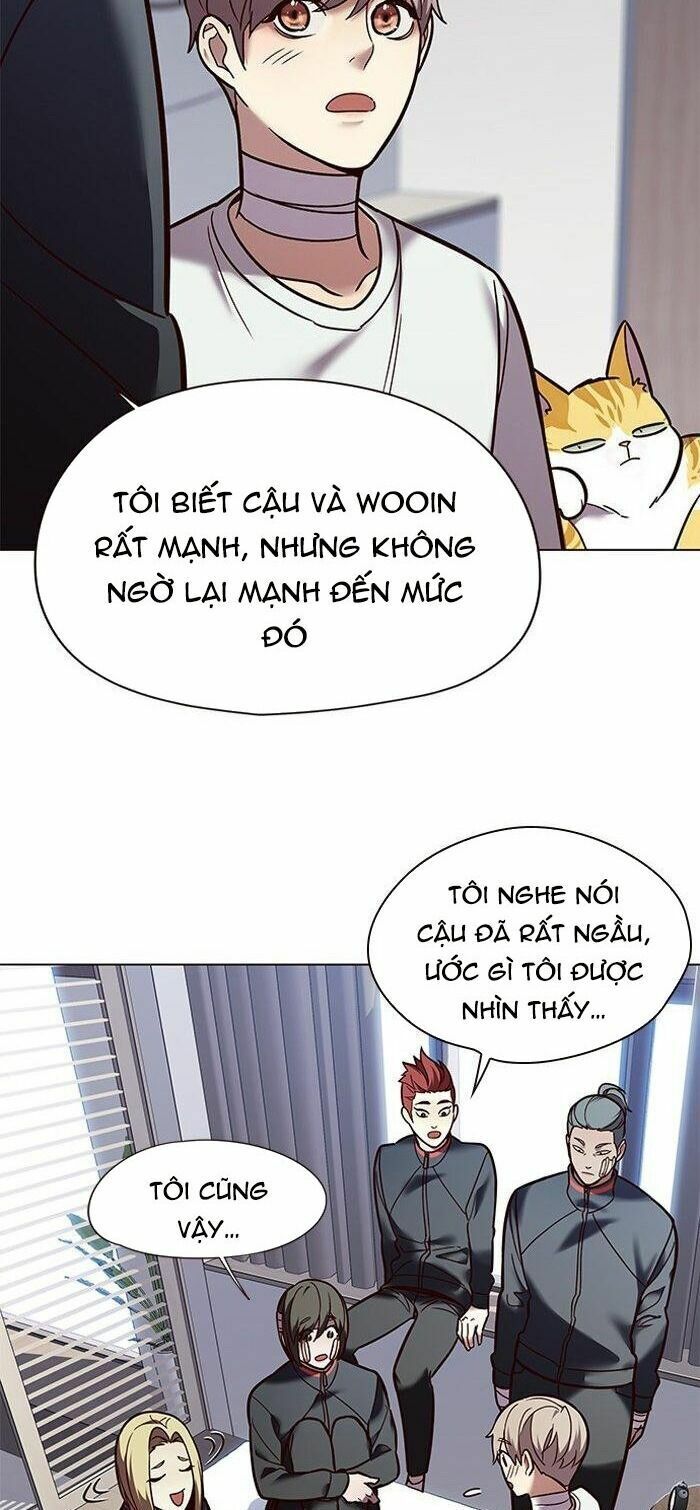 TÔI BIẾT CẬU VÀ WOOIN
RẤT MẠNH, NHƯNG KHÔNG
NGỜ LẠI MẠNH ĐẾN MỨC
ĐÓ
TÔI NGHE NÓI
CẬU ĐÃ RẤT NGẦU,
ƯỚC GÌ TÔI ĐƯỢC
NHÌN THẤY...
TÔI CŨNG
VẬY...